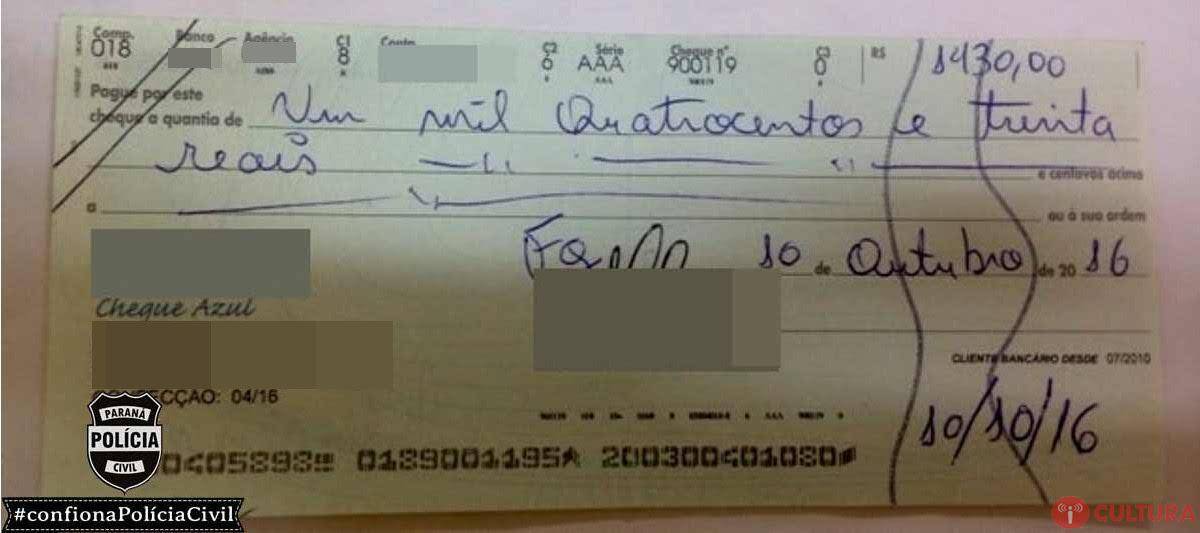 Comp. Banco Agência C1 Conta C2 Série Cheque nº C3 R$ 1430,00
018 8 6 AAA 900119 0
Pague por este
cheque a quantia de Um mil Quatrocentos e trinta
reais e centavos acima
a ou à sua ordem
10 de Outubro de 20 16
Cheque Azul
CLIENTE BANCÁRIO DESDE 07/2010
CONFECÇÃO: 04/16
10/10/16
PARANÁ
POLÍCIA
CIVIL
0405898 0189001195 200300401080
#confionaPolíciaCivil
CULTURA